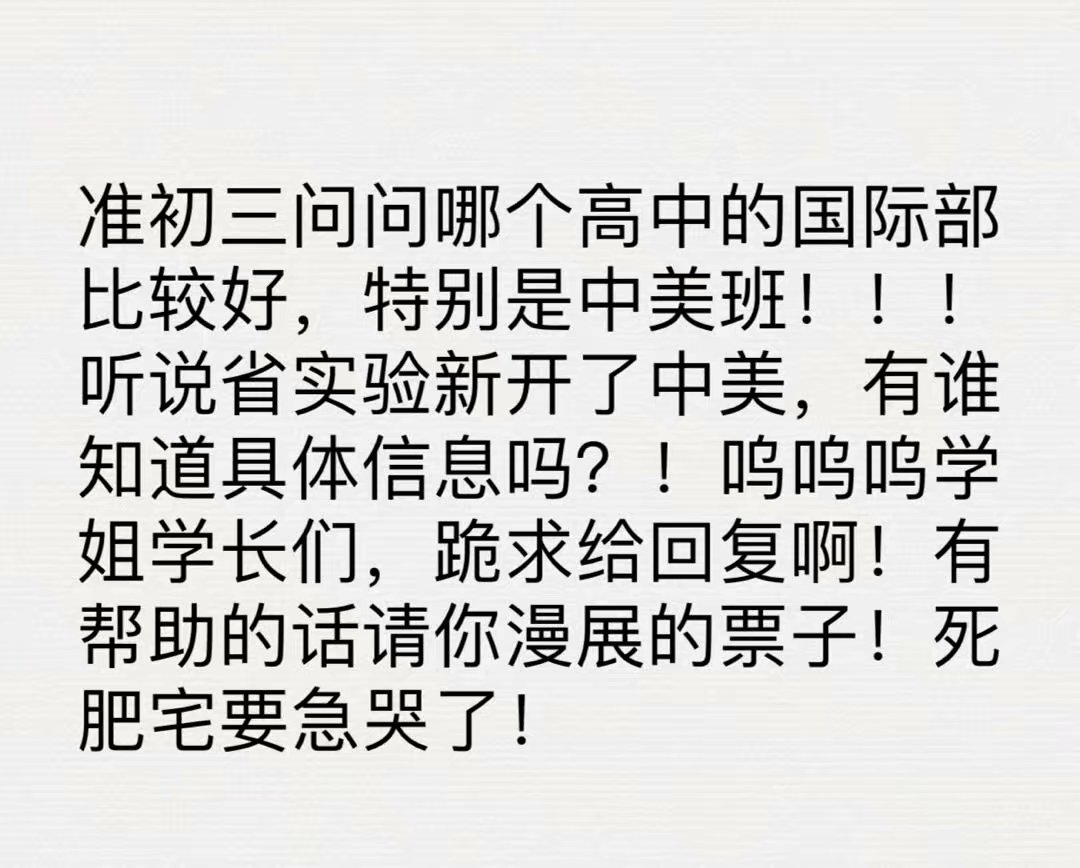 准初三问问哪个高中的国际部
比较好，特别是中美班！！！
听说省实验新开了中美，有谁
知道具体信息吗？！呜呜呜学
姐学长们，跪求给回复啊！有
帮助的话请你漫展的票子！死
肥宅要急哭了！